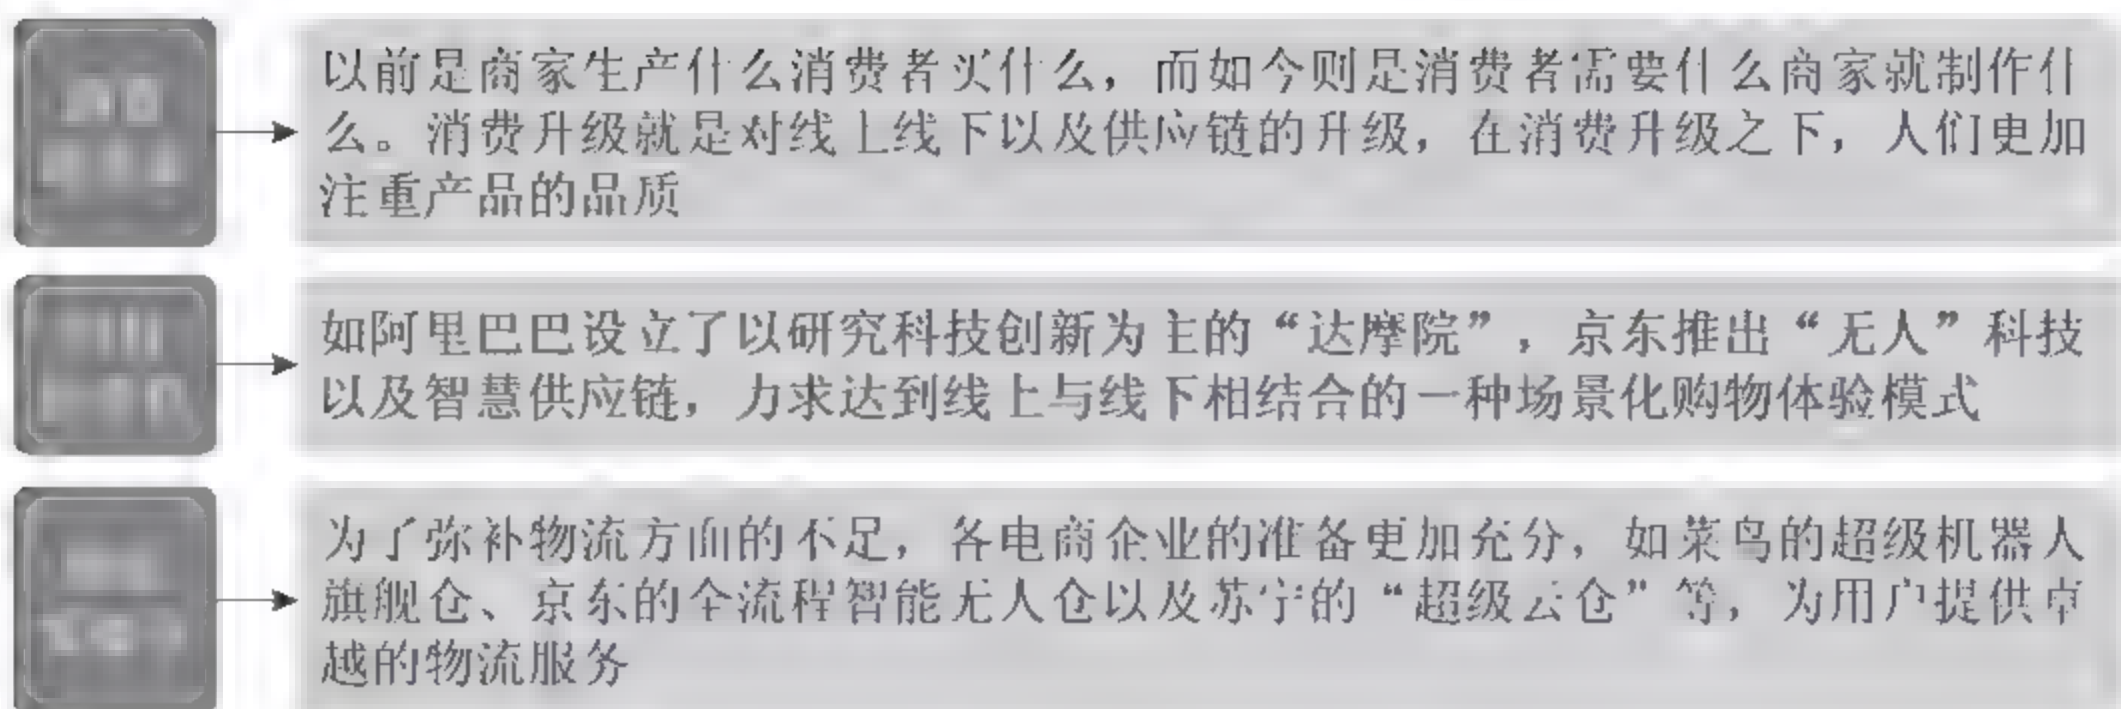 以前是商家生产什么消费者买什么，而如今则是消费者需要什么商家就制作什
么。消费升级就是对线上线下以及供应链的升级，在消费升级之下，人们更加
注重产品的品质
如阿里巴巴设立了以研究科技创新为主的“达摩院”，京东推出“无人”科技
以及智慧供应链，力求达到线上与线下相结合的一种场景化购物体验模式
为了弥补物流方面的不足，各电商企业的准备更加充分，如菜鸟的超级机器人
旗舰仓、京东的全流程智能无人仓以及苏宁的“超级云仓”等，为用户提供卓
越的物流服务